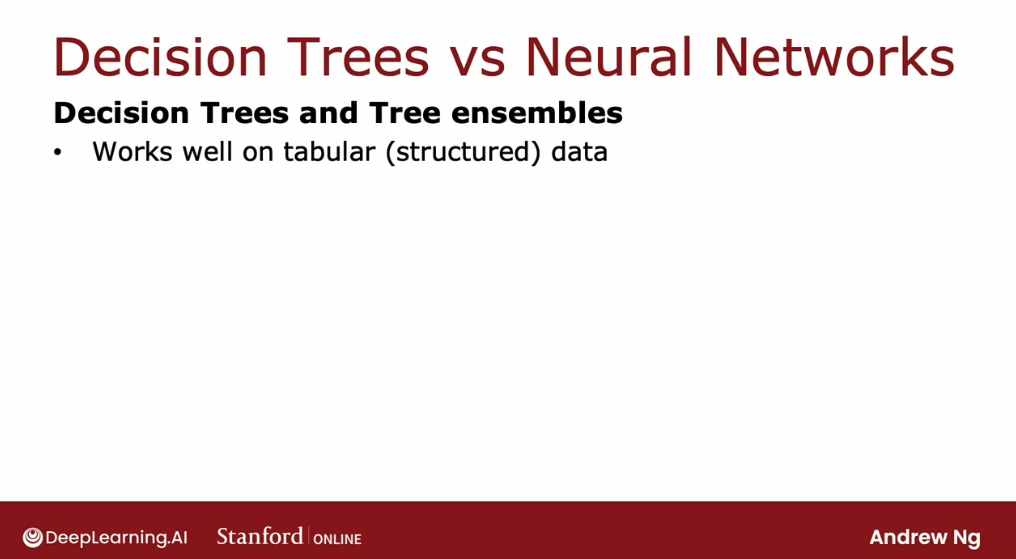 Decision Trees vs Neural Networks
Decision Trees and Tree ensembles
• Works well on tabular (structured) data
DeepLearning.AI Stanford ONLINE Andrew Ng